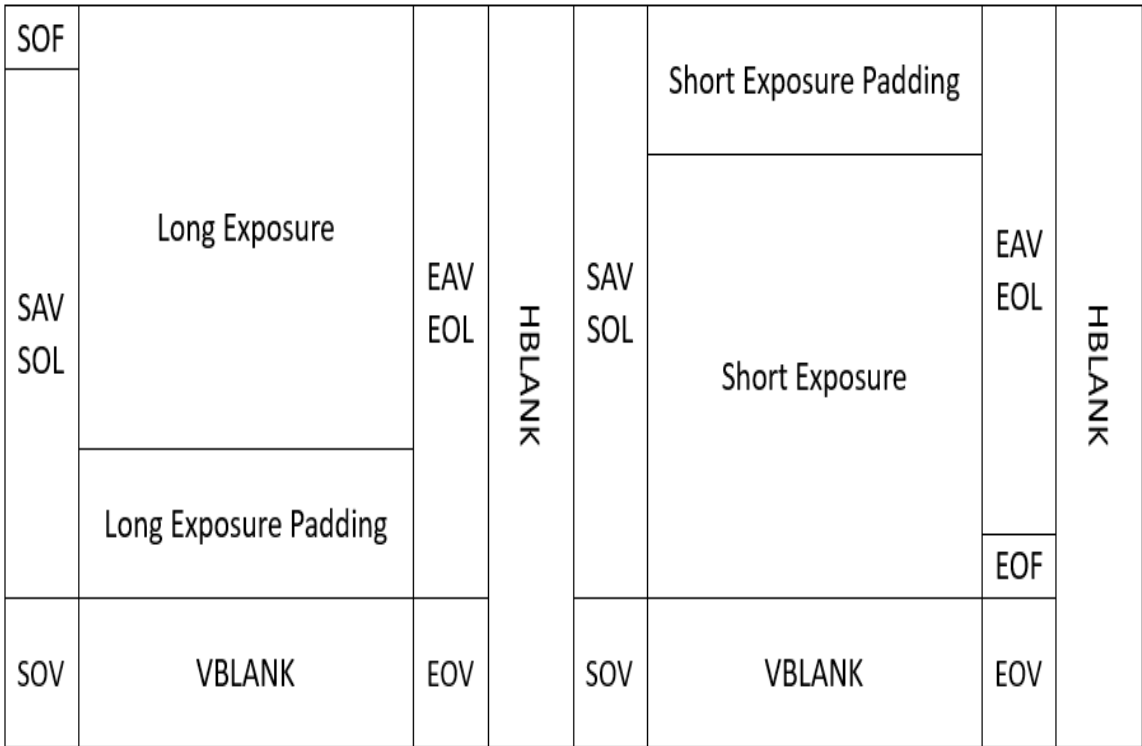 SOF
SAV
SOL
Long Exposure
Long Exposure Padding
EAV
EOL
HBLANK
SAV
SOL
Short Exposure Padding
Short Exposure
EAV
EOL
EOF
HBLANK
SOV
VBLANK
EOV
SOV
VBLANK
EOV